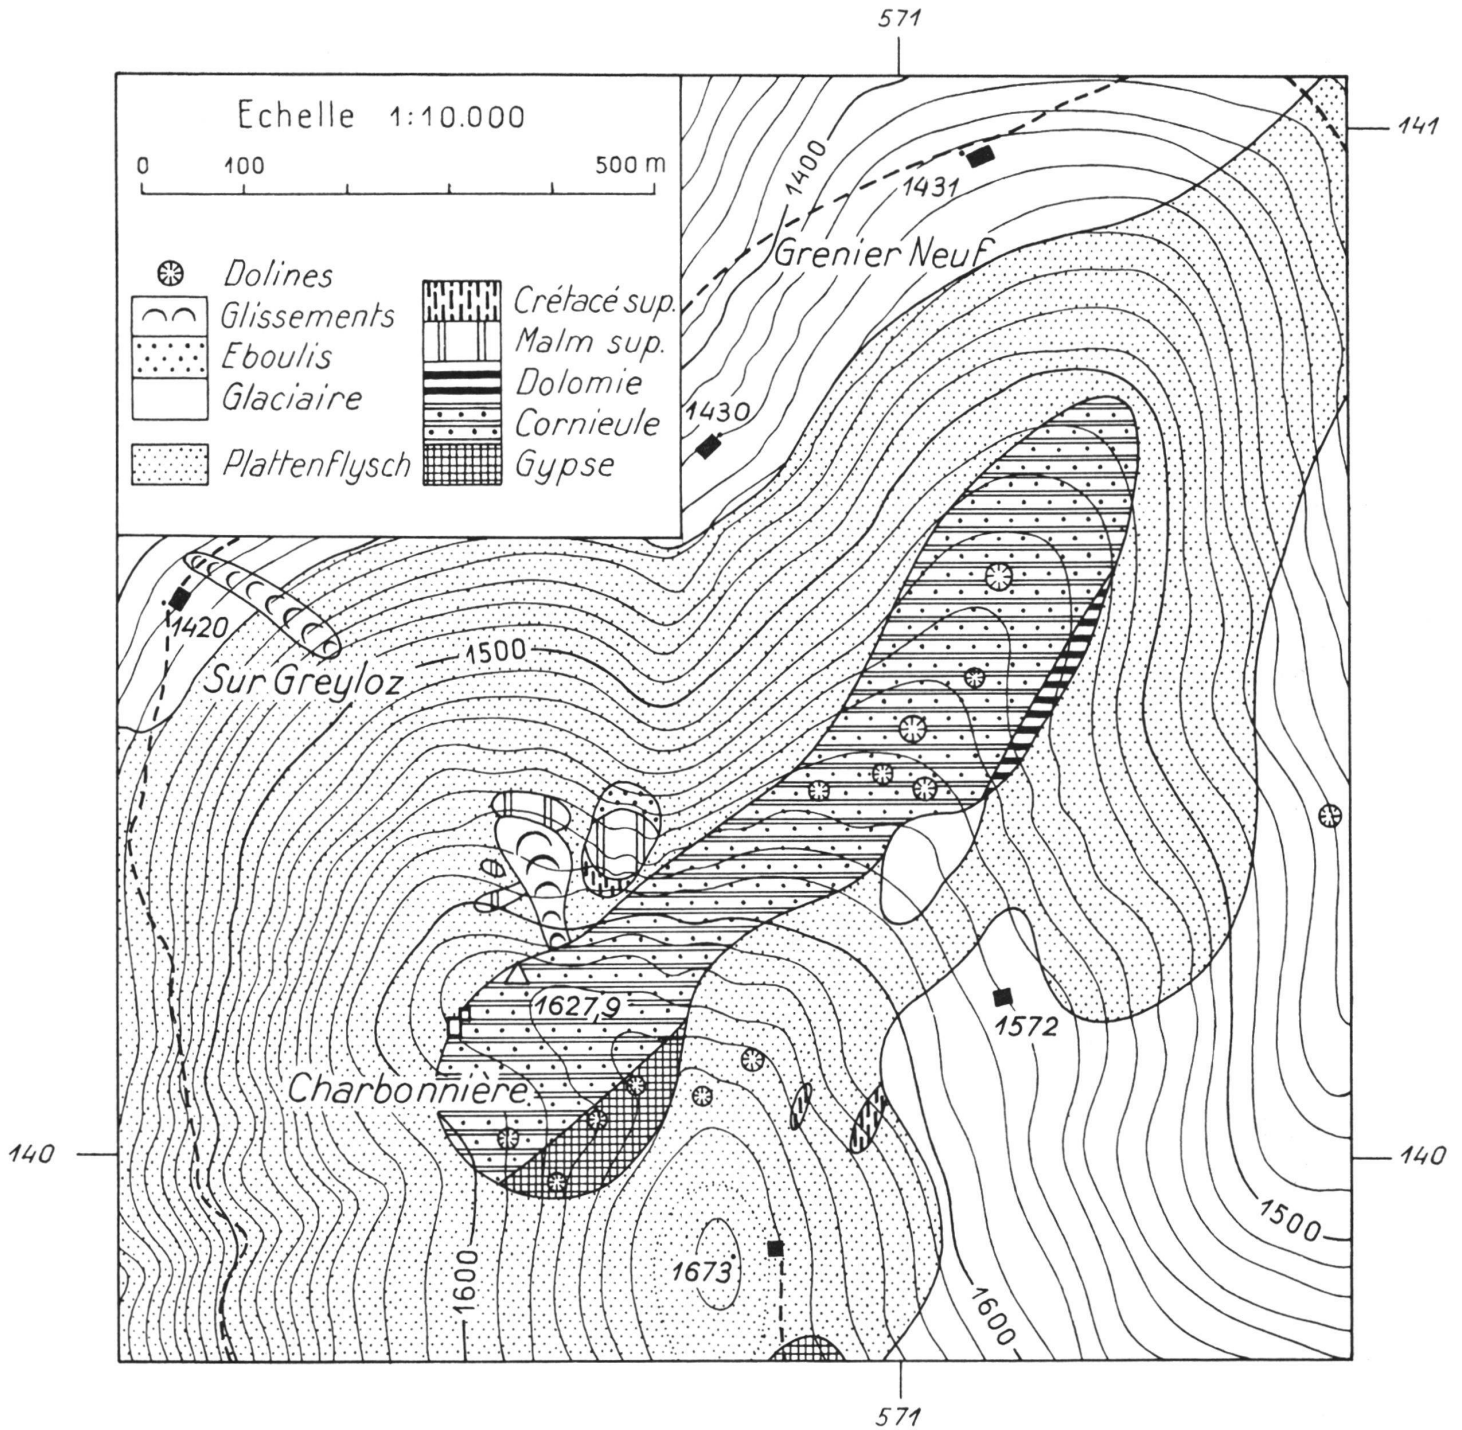 571
Echelle 1:10.000
0 100 500 m
141
1400
1431
Grenier Neuf
Dolines
Glissements
Eboulis
Glaciaire
Plattenflysch
Crétacé sup.
Malm sup.
Dolomie
Cornieule
Gypse
1430
1420
1500
Sur Greyloz
1627,9
1572
Charbonnière
140
140
1500
1600
1673
1600
571